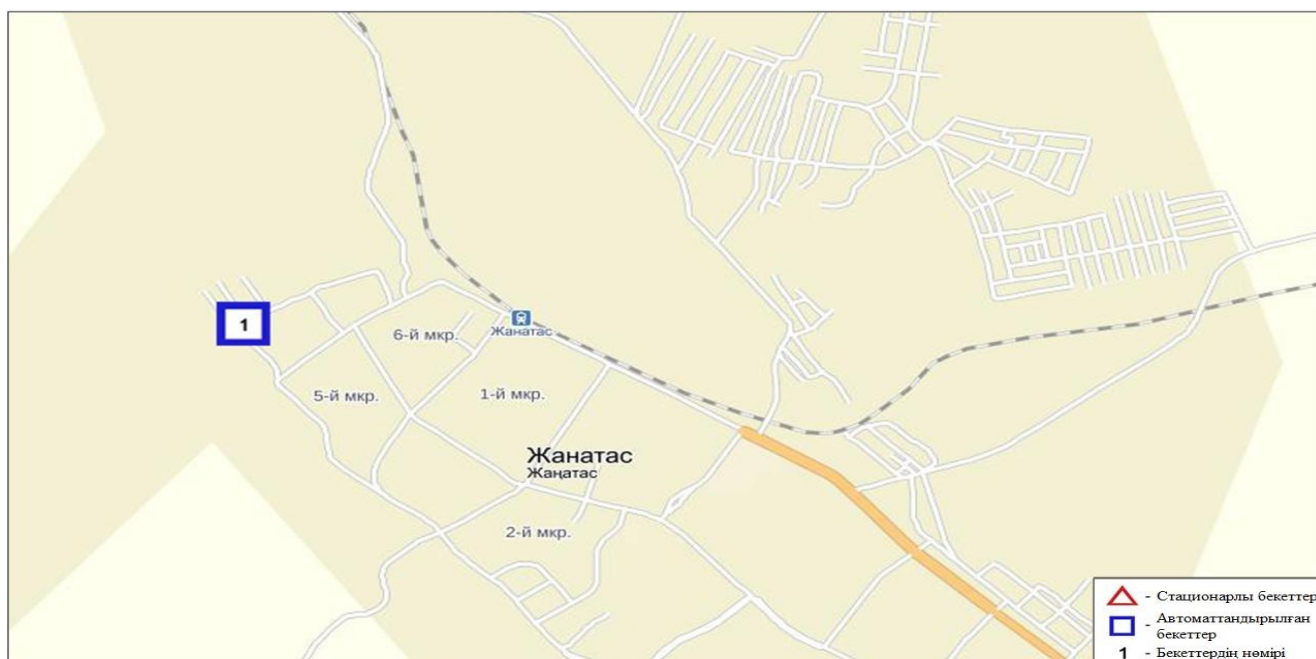 1
6-й мкр.
Жанатас
5-й мкр.
1-й мкр.
Жанатас
Жаңатас
2-й мкр.
- Стационарлы бекеттер
- Автоматтандырылған
бекеттер
1 - Бекеттердің нөмірі